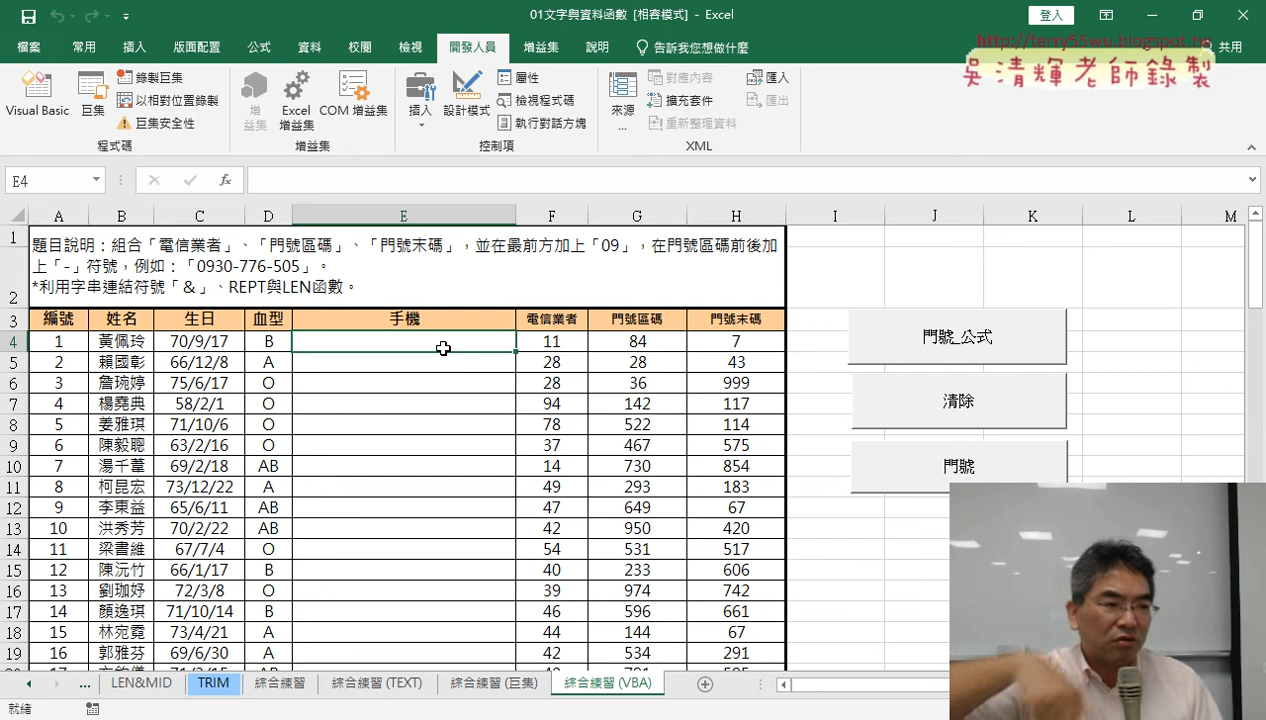 01文字與資料函數 [相容模式] - Excel
登入
檔案 常用 插入 版面配置 公式 資料 校閱 檢視 開發人員 增益集 說明 告訴我您想做什麼 共用
http://terry55wu.blogspot.tw
吳清輝老師錄製
Visual Basic 巨集 錄製巨集 以相對位置錄製 巨集安全性
增益集 Excel 增益集 COM 增益集
插入 設計模式 屬性 檢視程式碼 執行對話方塊
來源... 對應內容 擴充套件 重新整理資料 匯入 匯出
程式碼 增益集 控制項 XML
E4 fx
A B C D E F G H I J K L M
1
2
題目說明：組合「電信業者」、「門號區碼」、「門號末碼」，並在最前方加上「09」，在門號區碼前後加
上「-」符號，例如：「0930-776-505」。
*利用字串連結符號「&」、REPT與LEN函數。
3 編號 姓名 生日 血型 手機 電信業者 門號區碼 門號末碼
4 1 黃佩玲 70/9/17 B 11 84 7
5 2 賴國彰 66/12/8 A 28 28 43
6 3 詹琬婷 75/6/17 O 28 36 999
7 4 楊堯典 58/2/1 O 94 142 117
8 5 姜雅琪 71/10/6 O 78 522 114
9 6 陳毅聰 63/2/16 O 37 467 575
10 7 湯千葦 69/2/18 AB 14 730 854
11 8 柯昆宏 73/12/22 A 49 293 183
12 9 李東益 65/6/11 AB 47 649 67
13 10 洪秀芳 70/2/22 AB 42 950 420
14 11 梁書維 67/7/4 O 54 531 517
15 12 陳沅竹 66/1/17 B 40 233 606
16 13 劉珈妤 72/3/8 O 39 974 742
17 14 顏逸琪 71/10/14 B 46 596 661
18 15 林宛霓 73/4/21 A 44 144 67
19 16 郭雅芬 69/6/30 A 42 534 291
門號_公式
清除
門號
... LEN&MID TRIM 綜合練習 綜合練習 (TEXT) 綜合練習 (巨集) 綜合練習 (VBA)
就緒